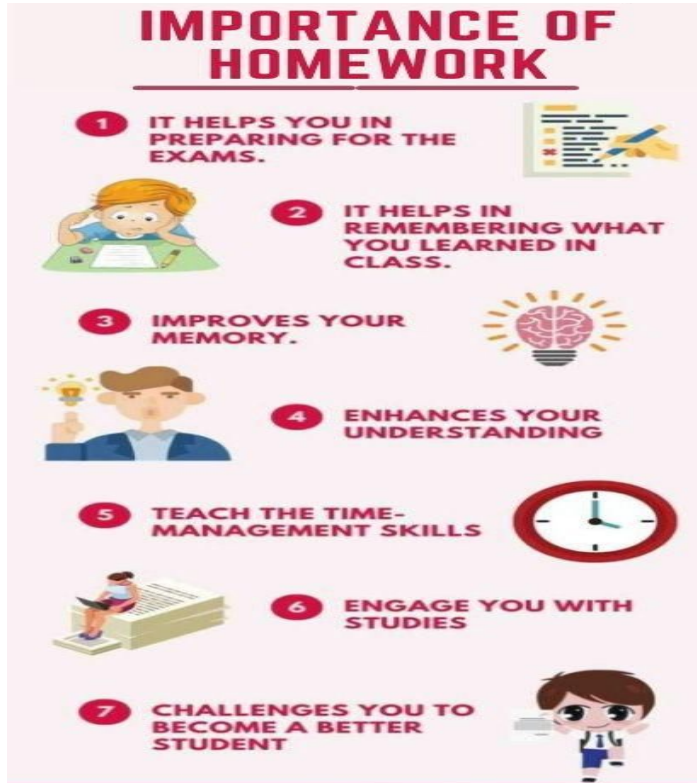 IMPORTANCE OF
HOMEWORK
1 IT HELPS YOU IN
PREPARING FOR THE
EXAMS.
2 IT HELPS IN
REMEMBERING WHAT
YOU LEARNED IN
CLASS.
3 IMPROVES YOUR
MEMORY.
4 ENHANCES YOUR
UNDERSTANDING
5 TEACH THE TIME-
MANAGEMENT SKILLS
6 ENGAGE YOU WITH
STUDIES
7 CHALLENGES YOU TO
BECOME A BETTER
STUDENT